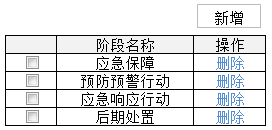 新增
阶段名称 操作
应急保障 删除
预防预警行动 删除
应急响应行动 删除
后期处置 删除